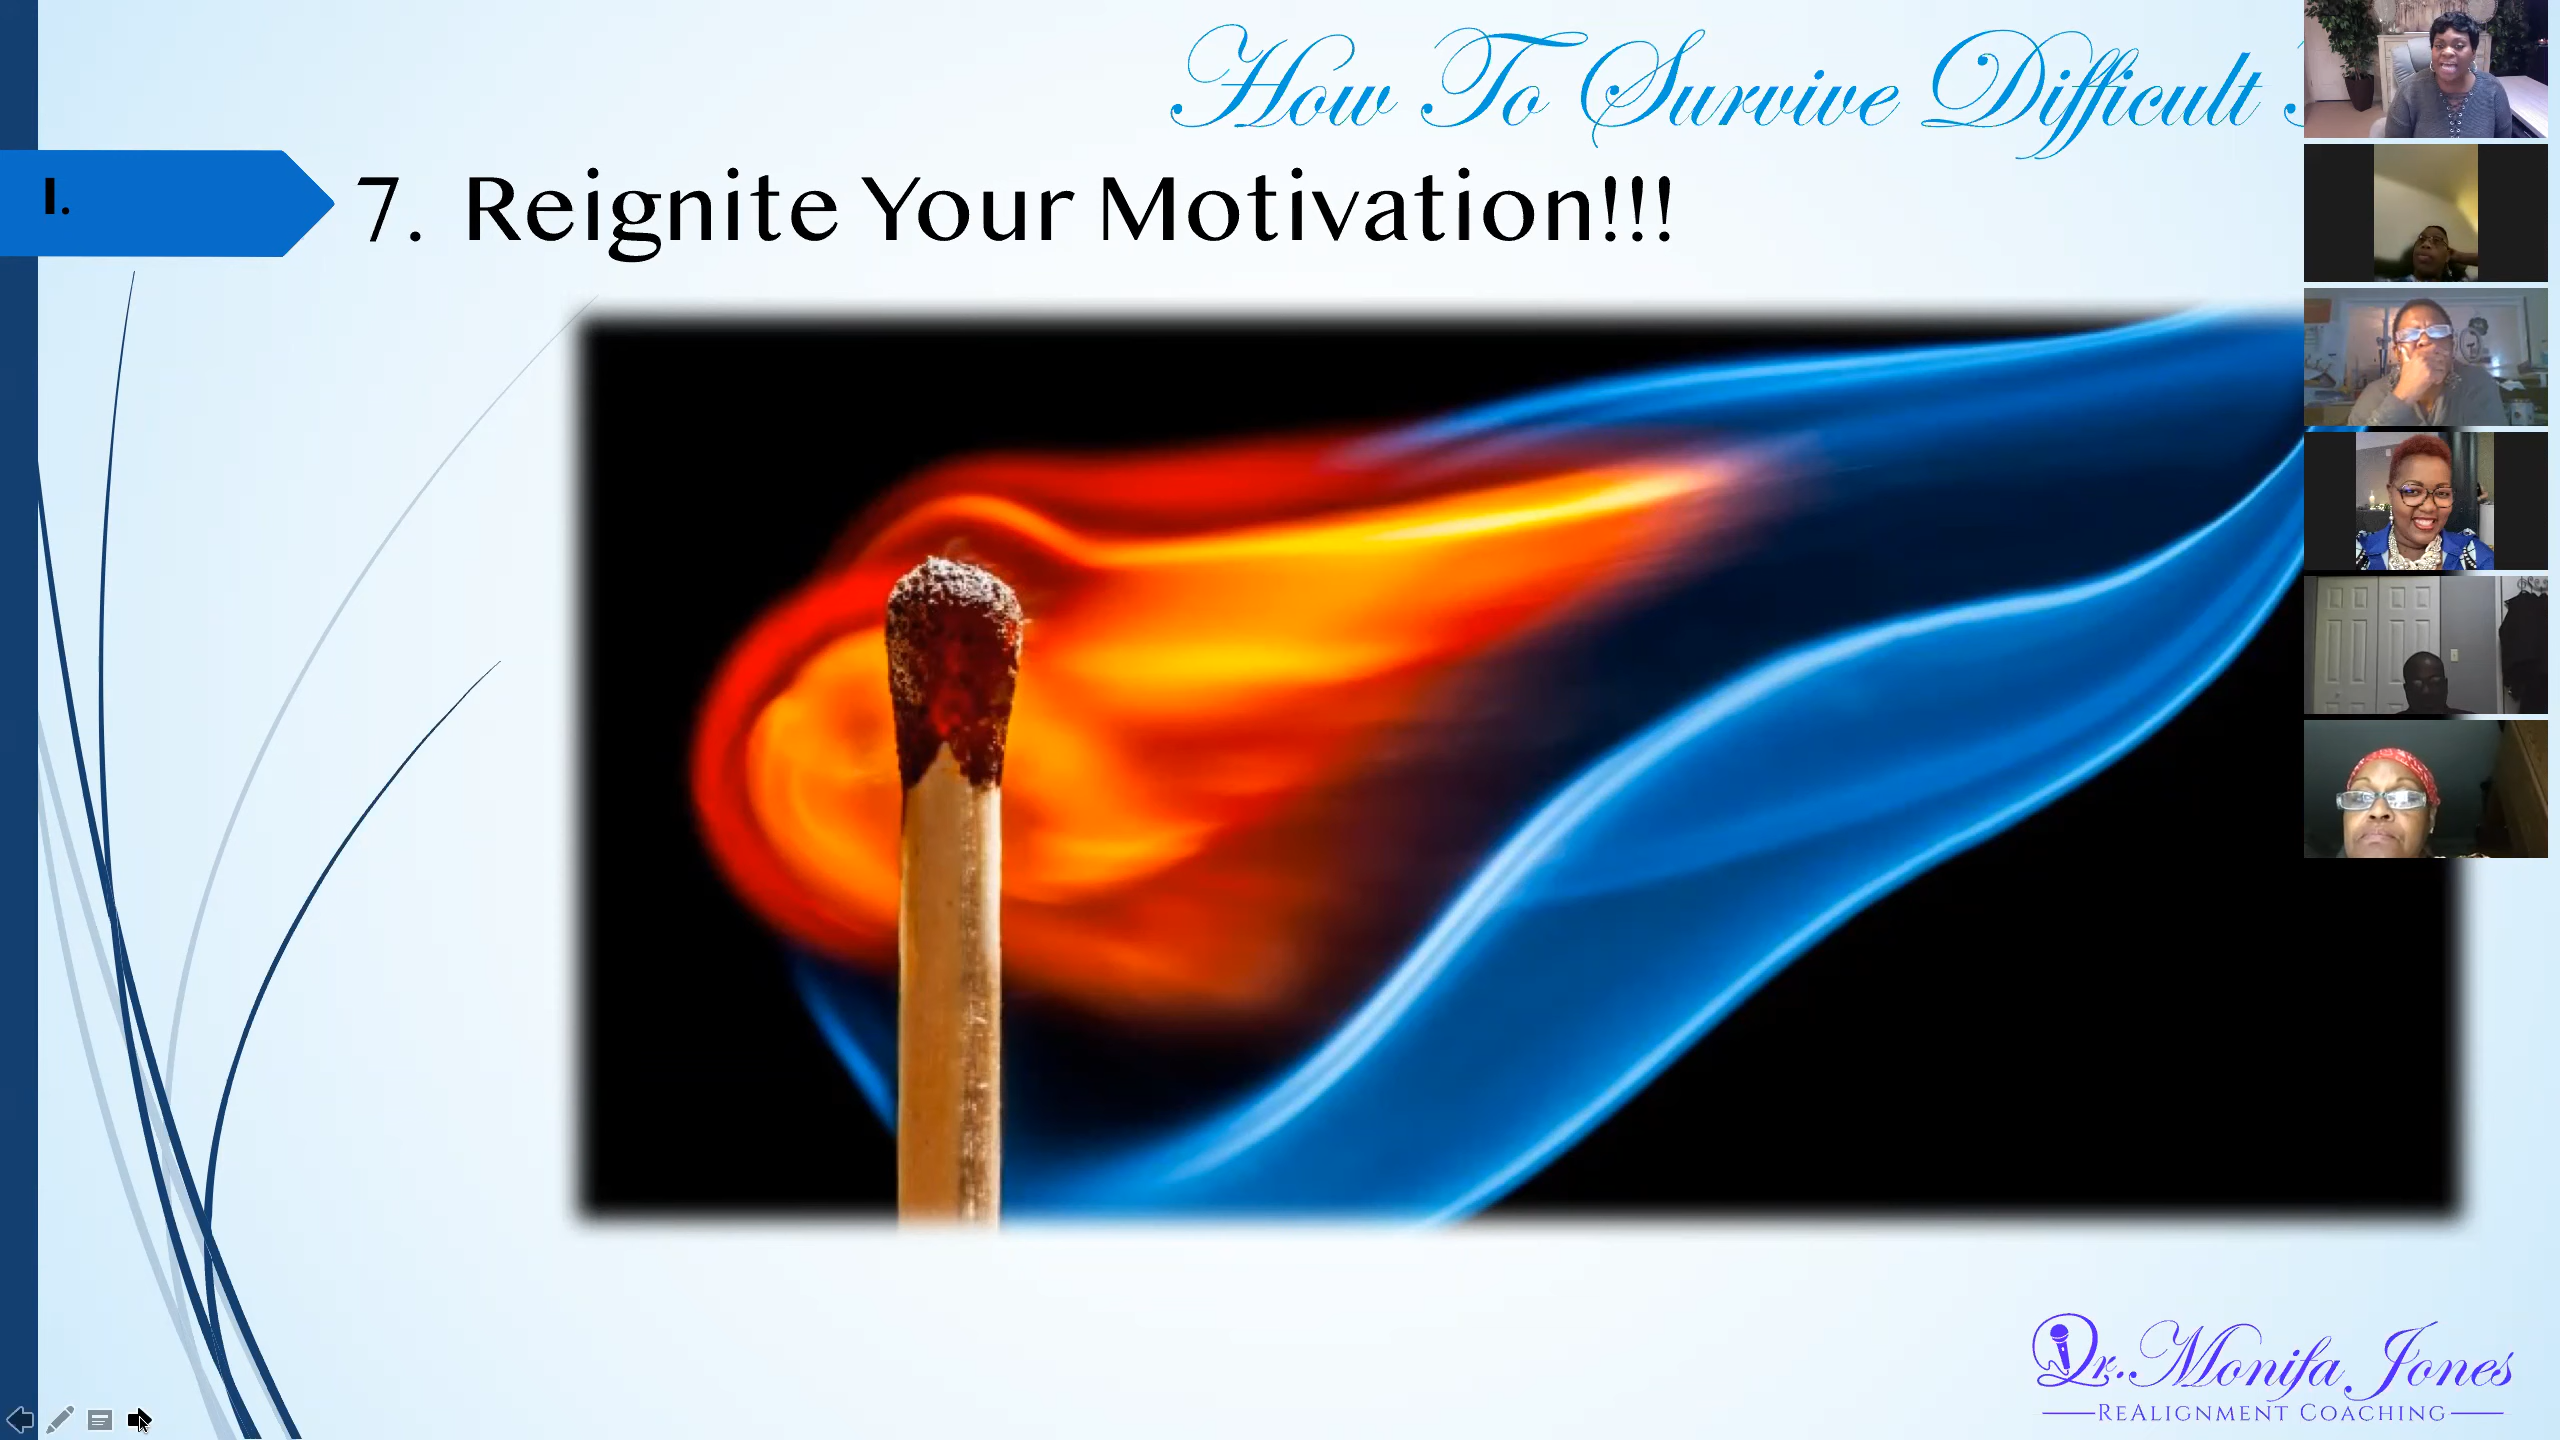 How To Survive Difficult
I.
7. Reignite Your Motivation!!!
Dr. Monifa Jones
REALIGNMENT COACHING